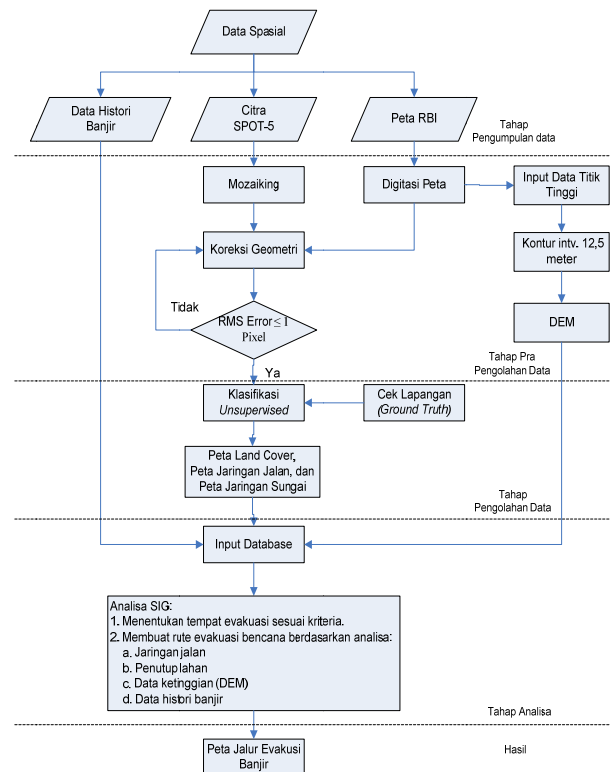 Data Spasial
Data Histori
Banjir
Citra
SPOT-5
Peta RBI
Tahap
Pengumpulan data
Mozaiking
Digitasi Peta
Input Data Titik
Tinggi
Koreksi Geometri
Kontur intv. 12,5
meter
Tidak
RMS Error ≤ 1
Pixel
DEM
Ya
Tahap Pra
Pengolahan Data
Klasifikasi
Unsupervised
Cek Lapangan
(Ground Truth)
Peta Land Cover,
Peta Jaringan Jalan, dan
Peta Jaringan Sungai
Tahap
Pengolahan Data
Input Database
Analisa SIG:
1. Menentukan tempat evakuasi sesuai kriteria.
2. Membuat rute evakuasi bencana berdasarkan analisa:
a. Jaringan jalan
b. Penutup lahan
c. Data ketinggian (DEM)
d. Data histori banjir
Tahap Analisa
Peta Jalur Evakusi
Banjir
Hasil